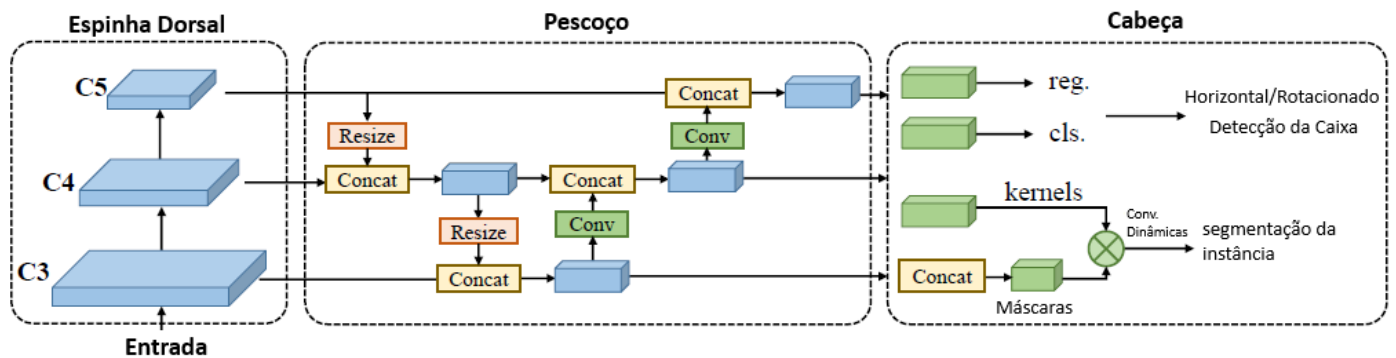 Espinha Dorsal
Pescoço
Cabeça
C5
C4
C3
Entrada
Resize
Concat
Resize
Concat
Concat
Conv
Concat
Conv
reg.
cls.
Horizontal/Rotacionado
Detecção da Caixa
kernels
Conv.
Dinâmicas
segmentação da
instância
Concat
Máscaras